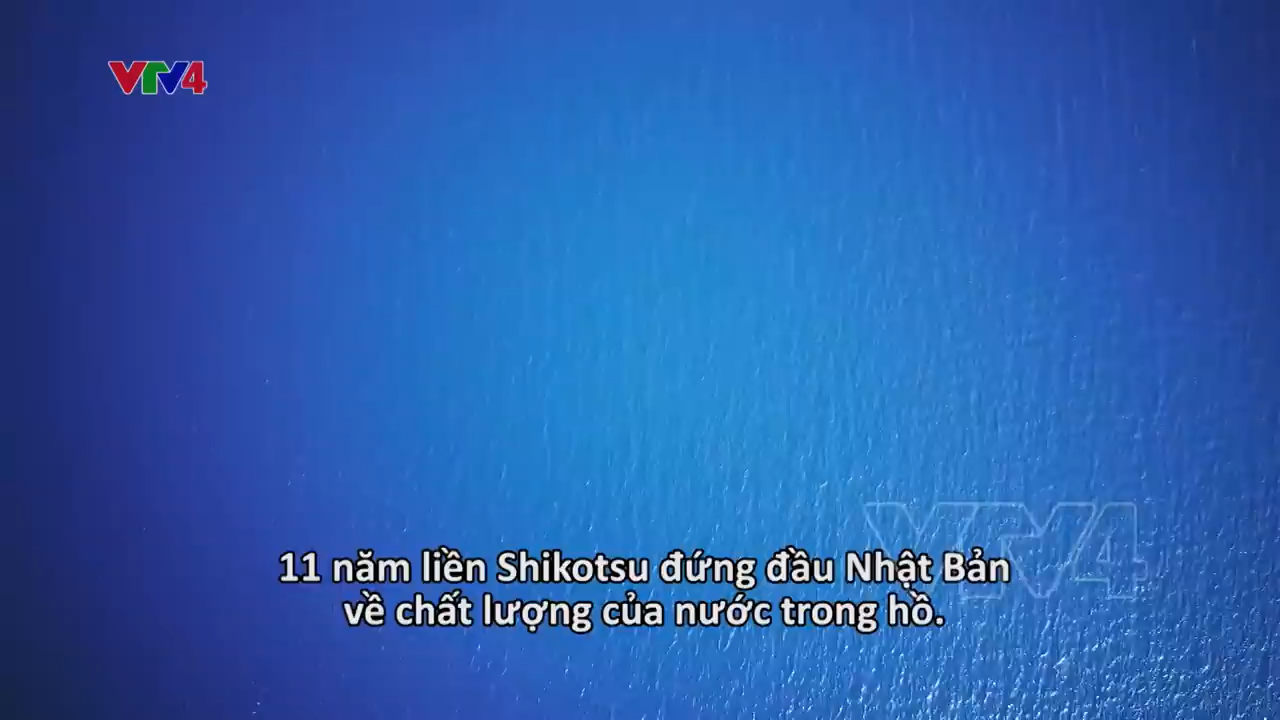 VTV4
VTV4
11 năm liền Shikotsu đứng đầu Nhật Bản
về chất lượng của nước trong hồ.